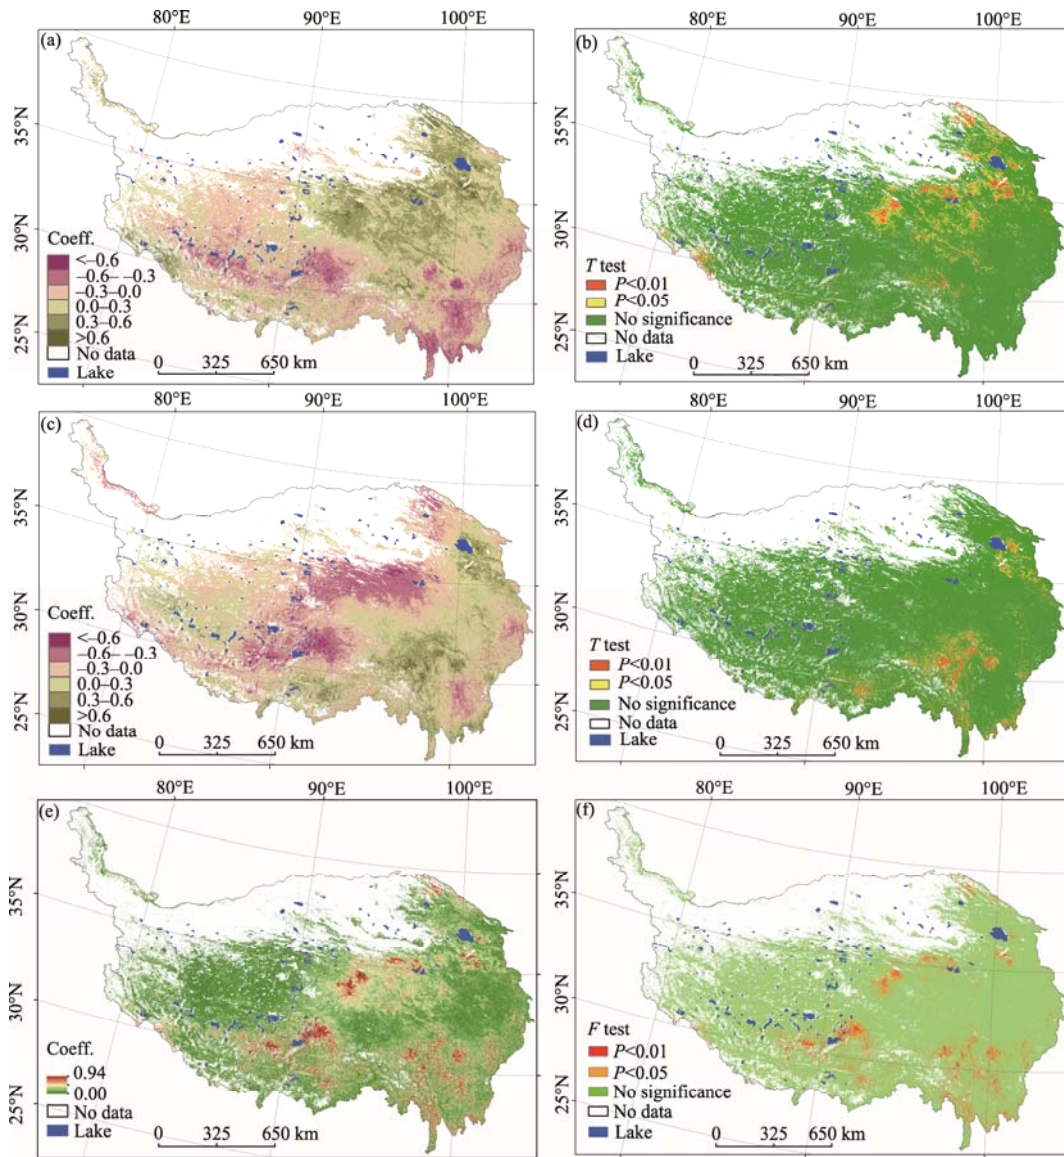 80°E 90°E 100°E 80°E 90°E 100°E
(a) (b)
35°N 35°N
30°N 30°N
25°N 25°N
Coeff.
<–0.6
–0.6– –0.3
–0.3–0.0
0.0–0.3
0.3–0.6
>0.6
No data
Lake
0 325 650 km
T test
P<0.01
P<0.05
No significance
No data
Lake
0 325 650 km
80°E 90°E 100°E 80°E 90°E 100°E
(c) (d)
35°N 35°N
30°N 30°N
25°N 25°N
Coeff.
<–0.6
–0.6– –0.3
–0.3–0.0
0.0–0.3
0.3–0.6
>0.6
No data
Lake
0 325 650 km
T test
P<0.01
P<0.05
No significance
No data
Lake
0 325 650 km
80°E 90°E 100°E 80°E 90°E 100°E
(e) (f)
35°N 35°N
30°N 30°N
25°N 25°N
Coeff.
0.94
0.00
No data
Lake
0 325 650 km
F test
P<0.01
P<0.05
No significance
No data
Lake
0 325 650 km